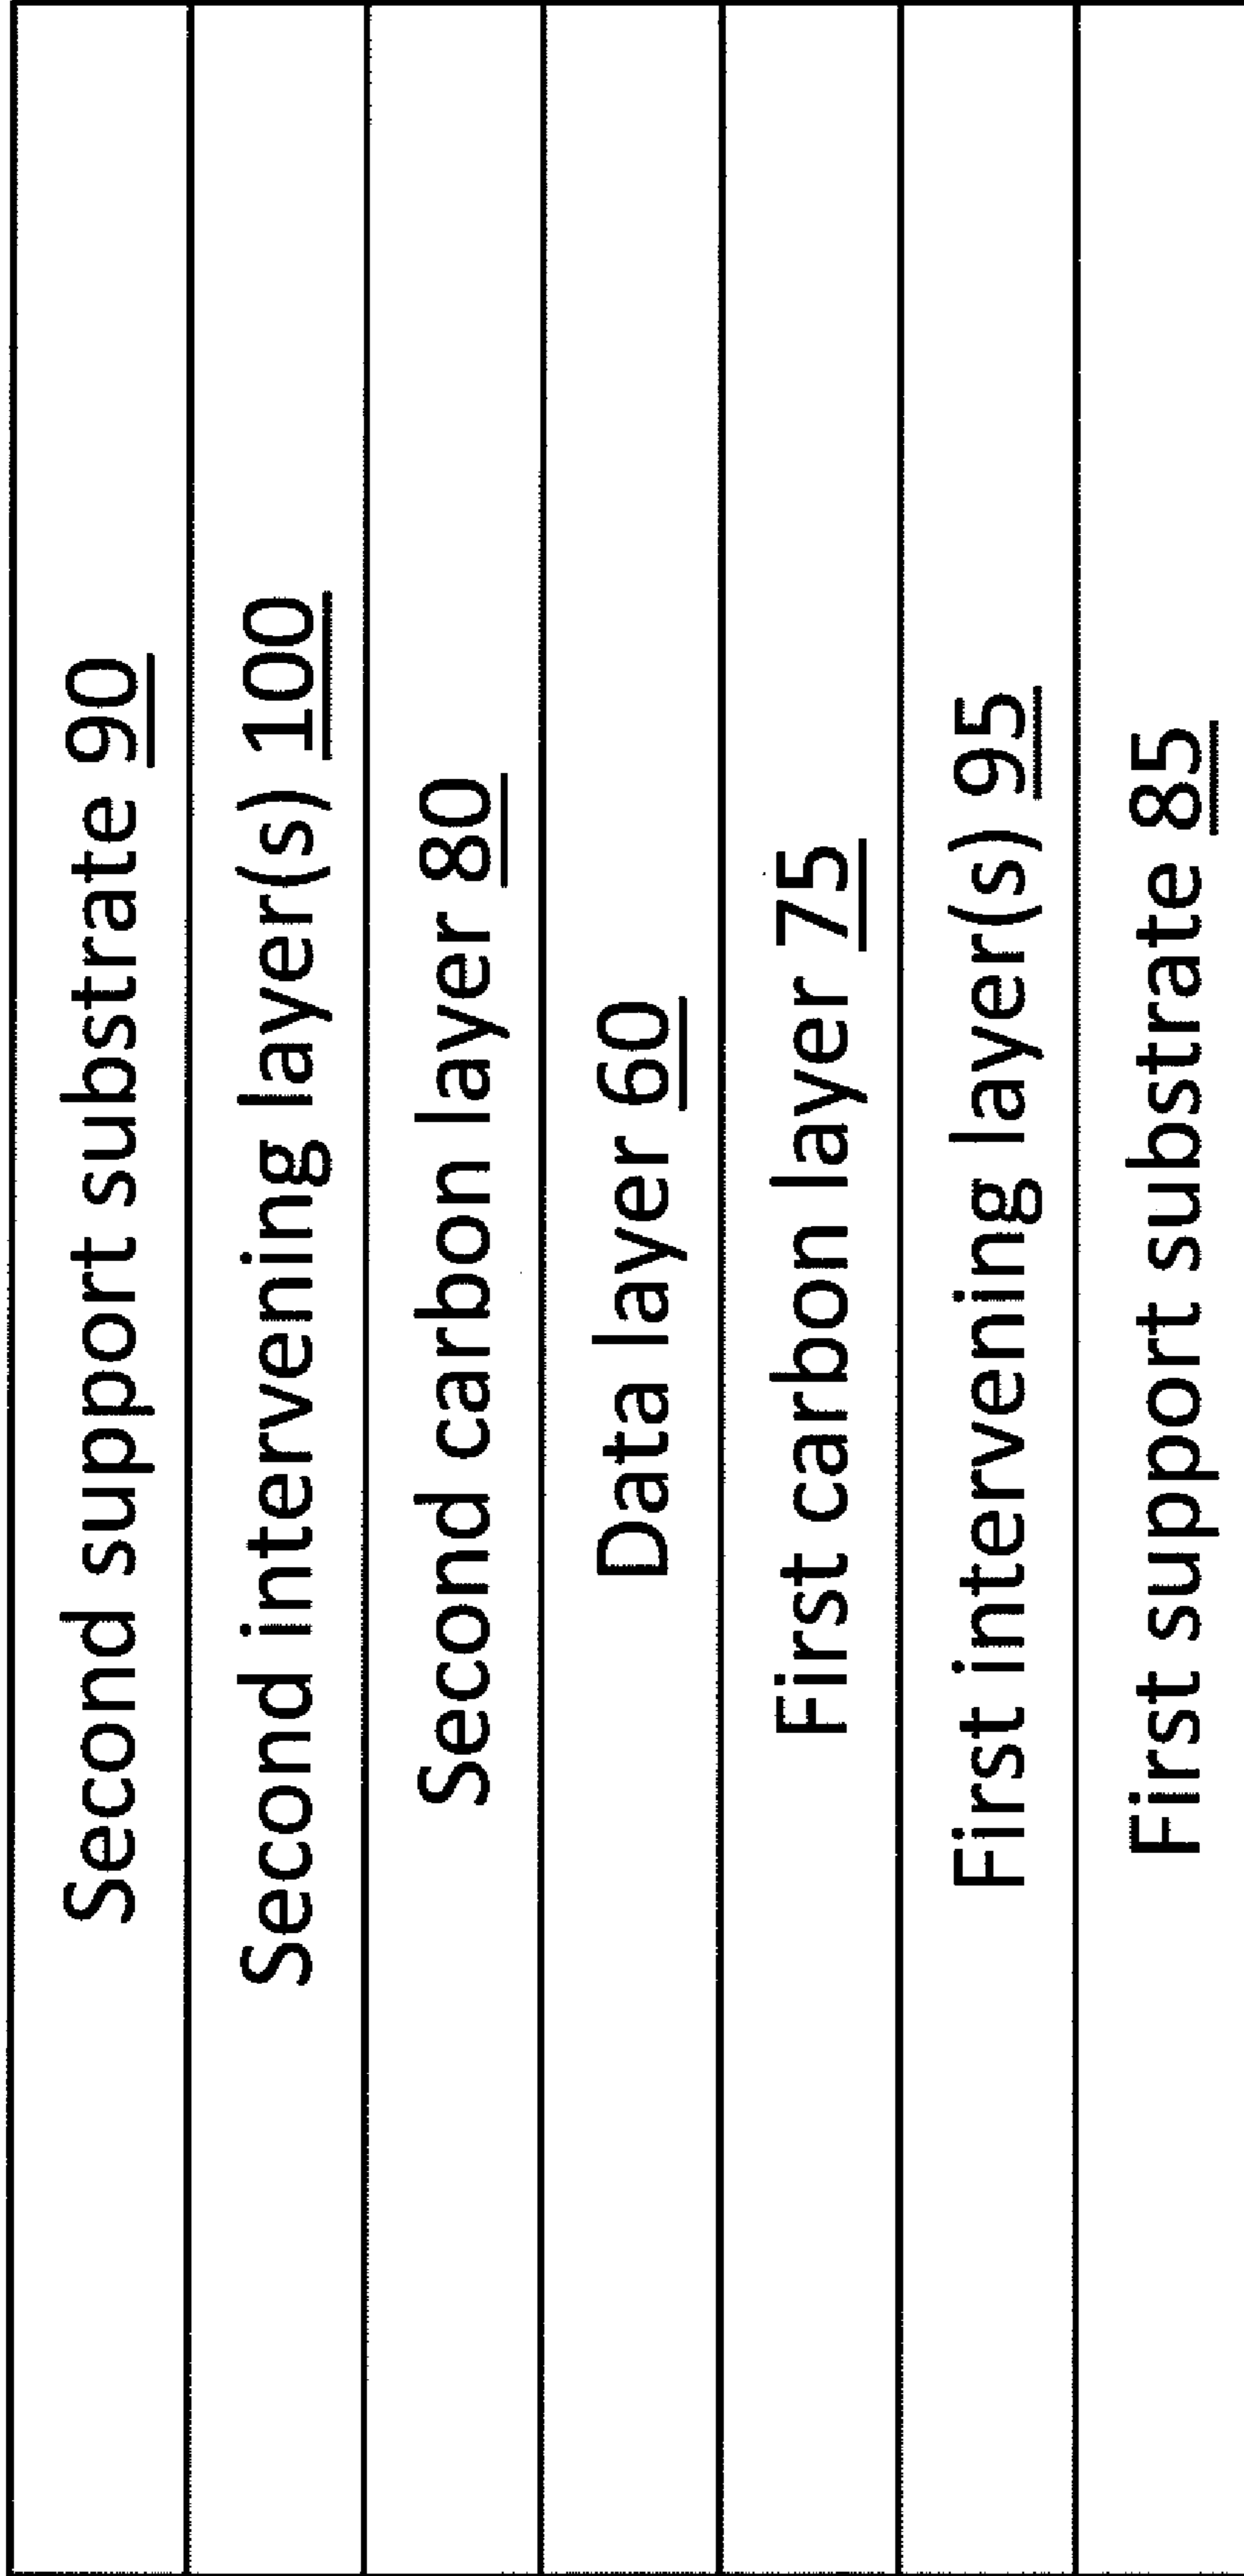 Second support substrate 90
Second intervening layer(s) 100
Second carbon layer 80
Data layer 60
First carbon layer 75
First intervening layer(s) 95
First support substrate 85